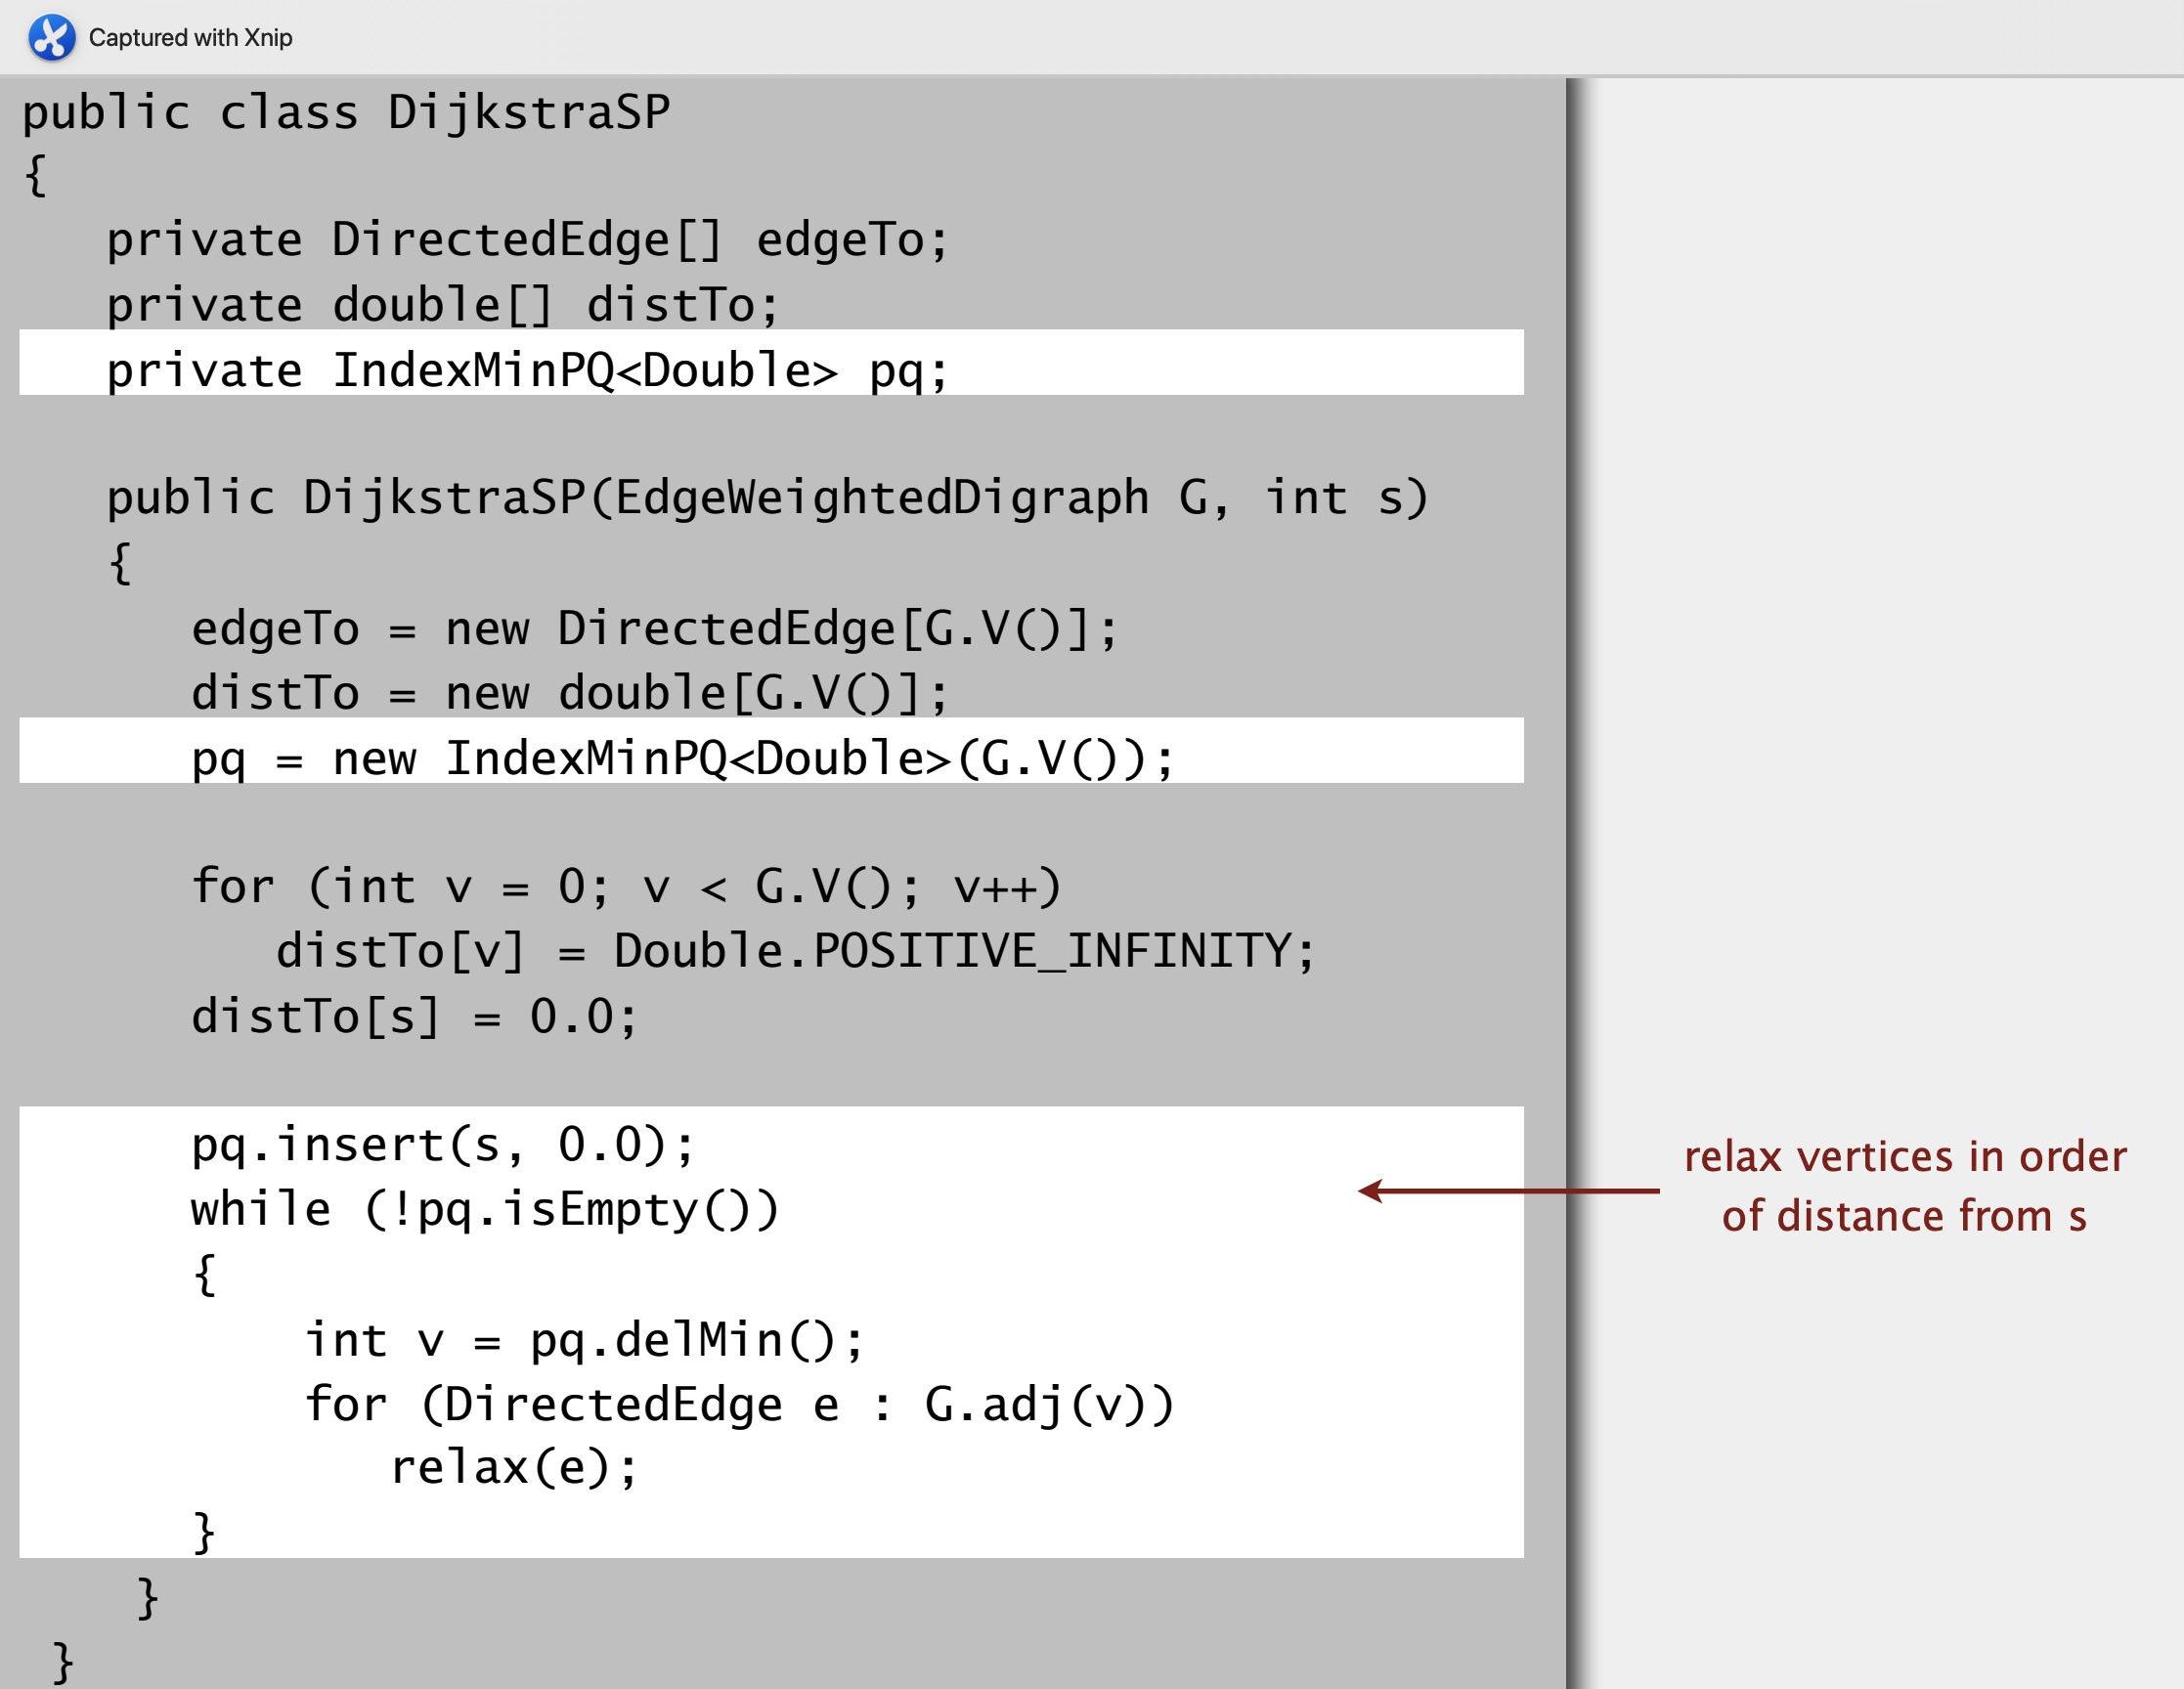 Captured with Xnip
public class DijkstraSP
{
   private DirectedEdge[] edgeTo;
   private double[] distTo;
   private IndexMinPQ<Double> pq;
   public DijkstraSP(EdgeWeightedDigraph G, int s)
   {
      edgeTo = new DirectedEdge[G.V()];
      distTo = new double[G.V()];
      pq = new IndexMinPQ<Double>(G.V());
      for (int v = 0; v < G.V(); v++)
         distTo[v] = Double.POSITIVE_INFINITY;
      distTo[s] = 0.0;
      pq.insert(s, 0.0);
      while (!pq.isEmpty())
      {
          int v = pq.delMin();
          for (DirectedEdge e : G.adj(v))
             relax(e);
      }
    }
 }
relax vertices in order
of distance from s